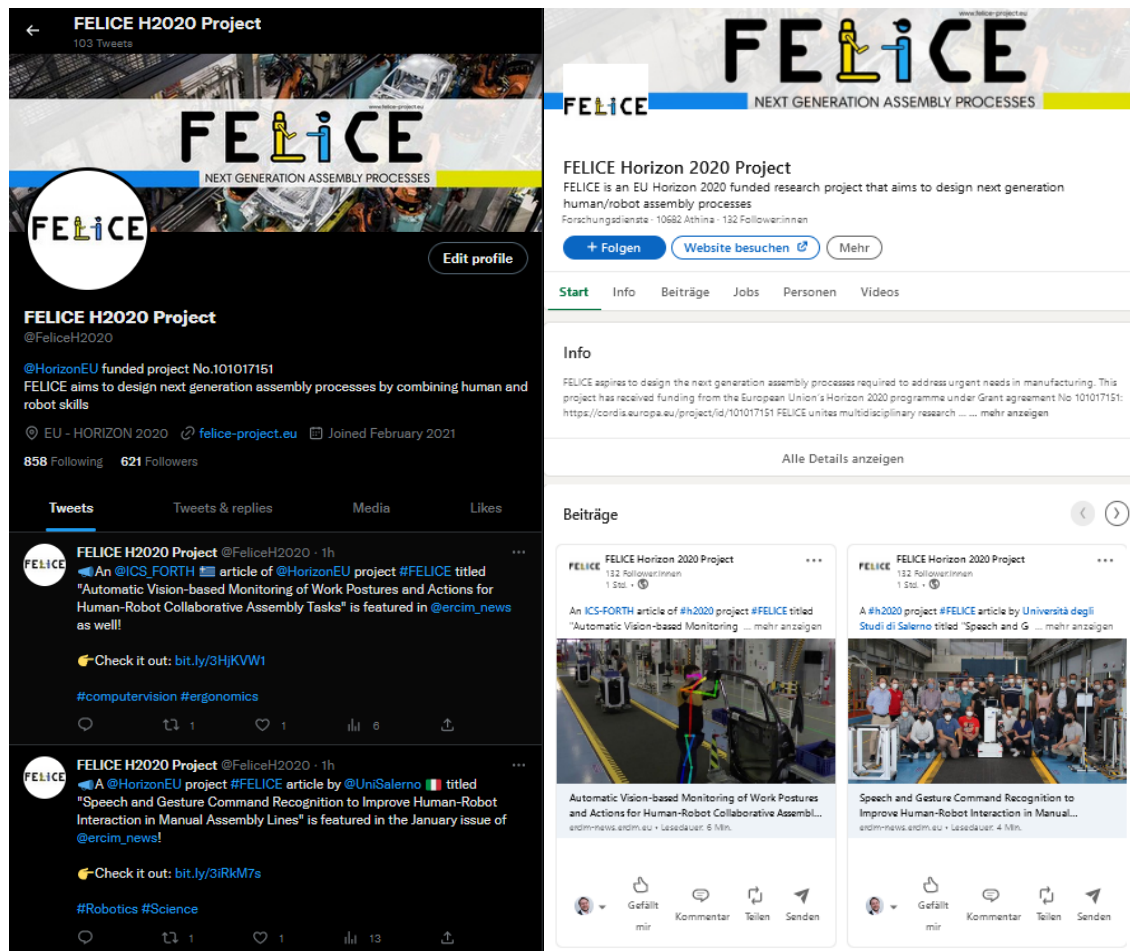 FELICE H2020 Project
103 Tweets
www.felice-project.eu
FELICE
NEXT GENERATION ASSEMBLY PROCESSES
FELICE
Edit profile
FELICE H2020 Project
@FeliceH2020
@HorizonEU funded project No.101017151
FELICE aims to design next generation assembly processes by combining human and
robot skills
EU - HORIZON 2020 felice-project.eu Joined February 2021
858 Following 621 Followers
Tweets Tweets & replies Media Likes
FELICE
FELICE H2020 Project @FeliceH2020 · 1h
📣An @ICS_FORTH 🇬🇷 article of @HorizonEU project #FELICE titled
"Automatic Vision-based Monitoring of Work Postures and Actions for
Human-Robot Collaborative Assembly Tasks" is featured in @ercim_news
as well!
👉Check it out: bit.ly/3HjKVW1
#computervision #ergonomics
1 1 6
FELICE
FELICE H2020 Project @FeliceH2020 · 1h
📣A @HorizonEU project #FELICE article by @UniSalerno 🇮🇹 titled
"Speech and Gesture Command Recognition to Improve Human-Robot
Interaction in Manual Assembly Lines" is featured in the January issue of
@ercim_news!
👉Check it out: bit.ly/3iRkM7s
#Robotics #Science
1 1 13
www.felice-project.eu
FELICE
NEXT GENERATION ASSEMBLY PROCESSES
FELICE
FELICE Horizon 2020 Project
FELICE is an EU Horizon 2020 funded research project that aims to design next generation
human/robot assembly processes
Forschungsdienste · 10682 Athina · 132 Follower:innen
+ Folgen Website besuchen Mehr
Start Info Beiträge Jobs Personen Videos
Info
FELICE aspires to design the next generation assembly processes required to address urgent needs in manufacturing. This
project has received funding from the European Union's Horizon 2020 programme under Grant agreement No 101017151:
https://cordis.europa.eu/project/id/101017151 FELICE unites multidisciplinary research ... ... mehr anzeigen
Alle Details anzeigen
Beiträge
FELICE
FELICE Horizon 2020 Project
132 Follower:innen
1 Std. •
An ICS-FORTH article of #h2020 project #FELICE titled
"Automatic Vision-based Monitoring ... mehr anzeigen
Automatic Vision-based Monitoring of Work Postures
and Actions for Human-Robot Collaborative Assembl...
ercim-news.ercim.eu • Lesedauer: 6 Min.
Gefällt
mir
Kommentar Teilen Senden
FELICE
FELICE Horizon 2020 Project
132 Follower:innen
1 Std. •
A #h2020 project #FELICE article by Università degli
Studi di Salerno titled "Speech and G ... mehr anzeigen
Speech and Gesture Command Recognition to
Improve Human-Robot Interaction in Manual...
ercim-news.ercim.eu • Lesedauer: 4 Min.
Gefällt
mir
Kommentar Teilen Senden